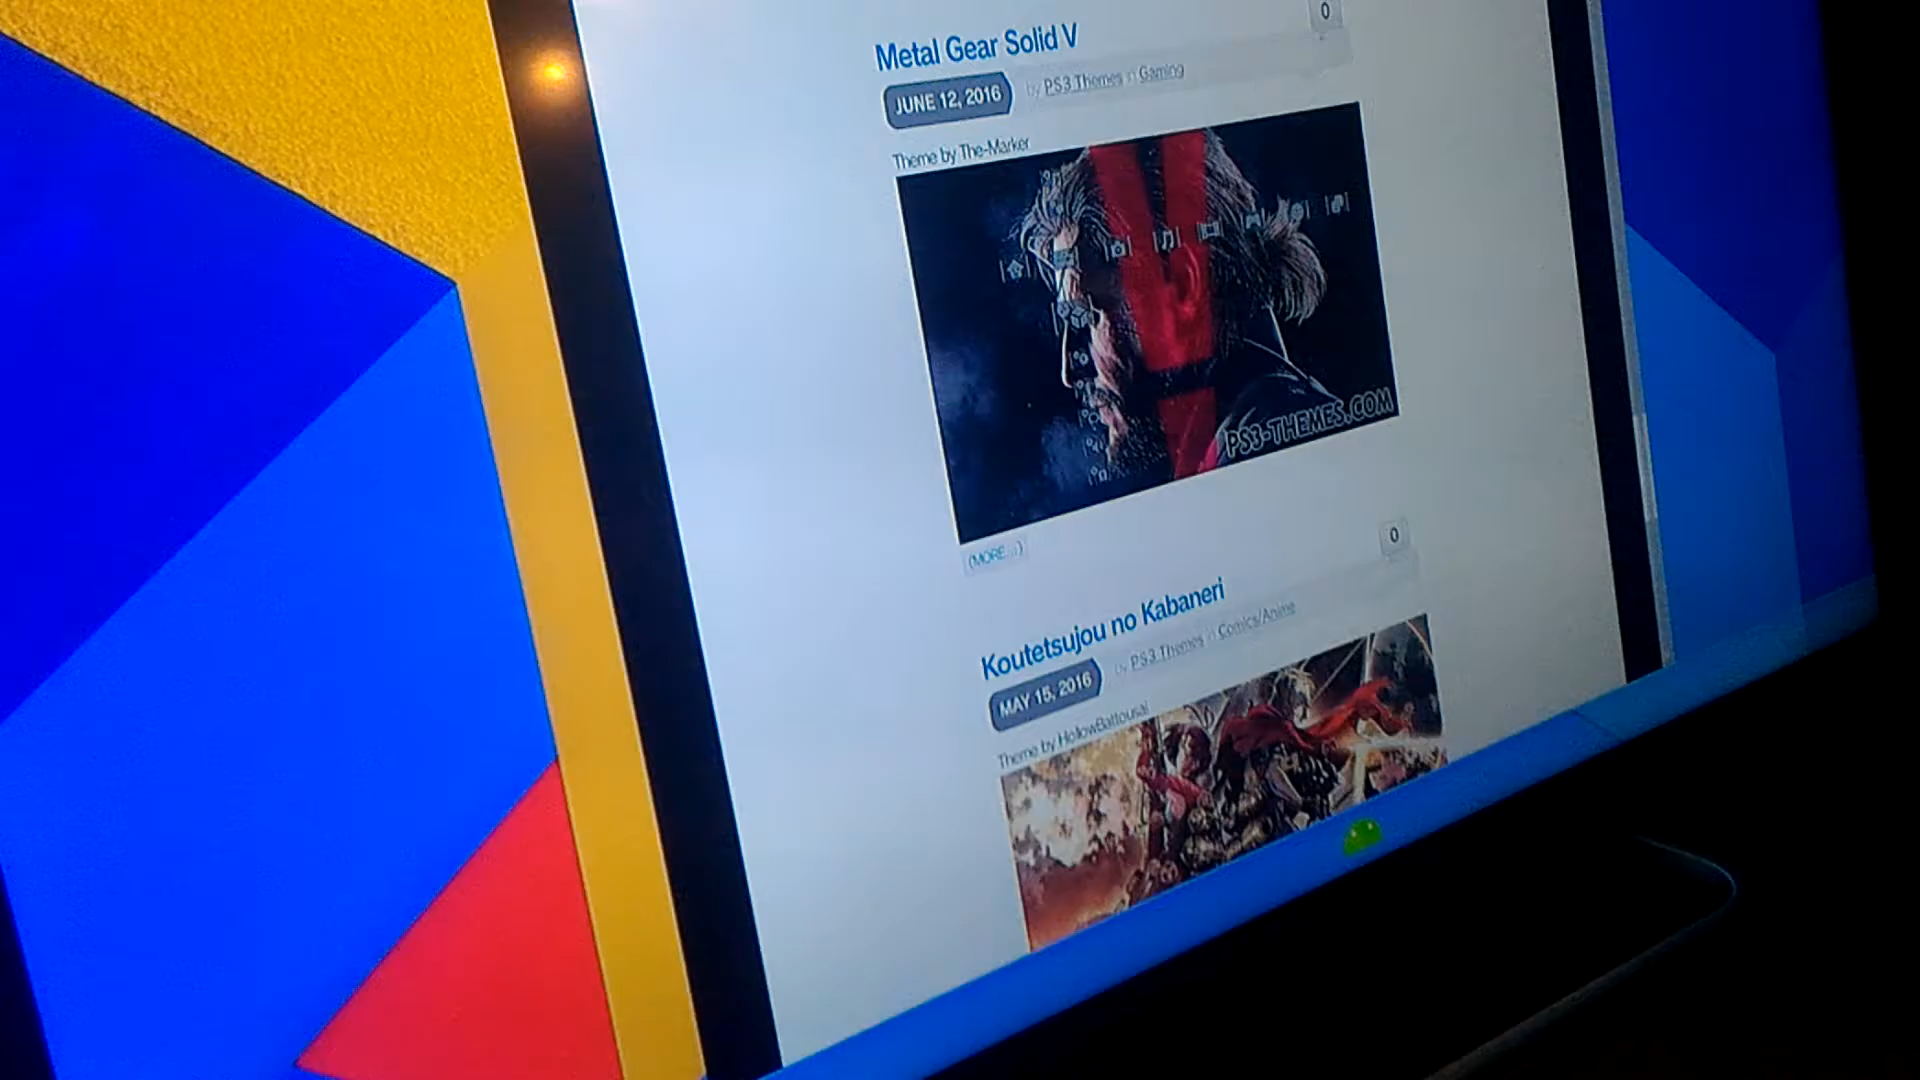 0
Metal Gear Solid V
JUNE 12, 2016 by PS3 Themes in Gaming
Theme by The-Marker
PS3-THEMES.COM
(MORE...)
0
Koutetsujou no Kabaneri
MAY 15, 2016 by PS3 Themes in Comics/Anime
Theme by HollowBattousai